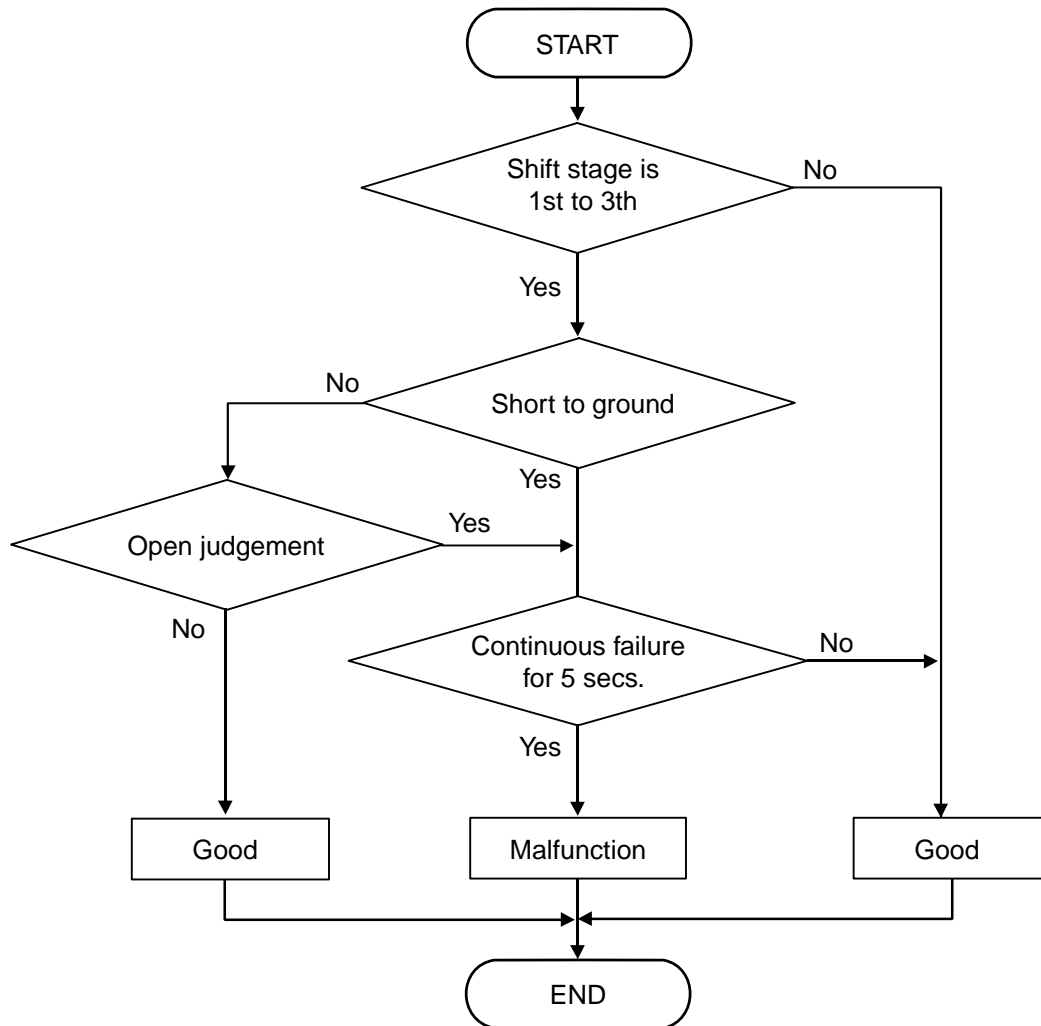 START
Shift stage is
1st to 3th
No
Yes
Short to ground
No
Yes
Open judgement
Yes
No
Continuous failure
for 5 secs.
No
Yes
Good
Malfunction
Good
END